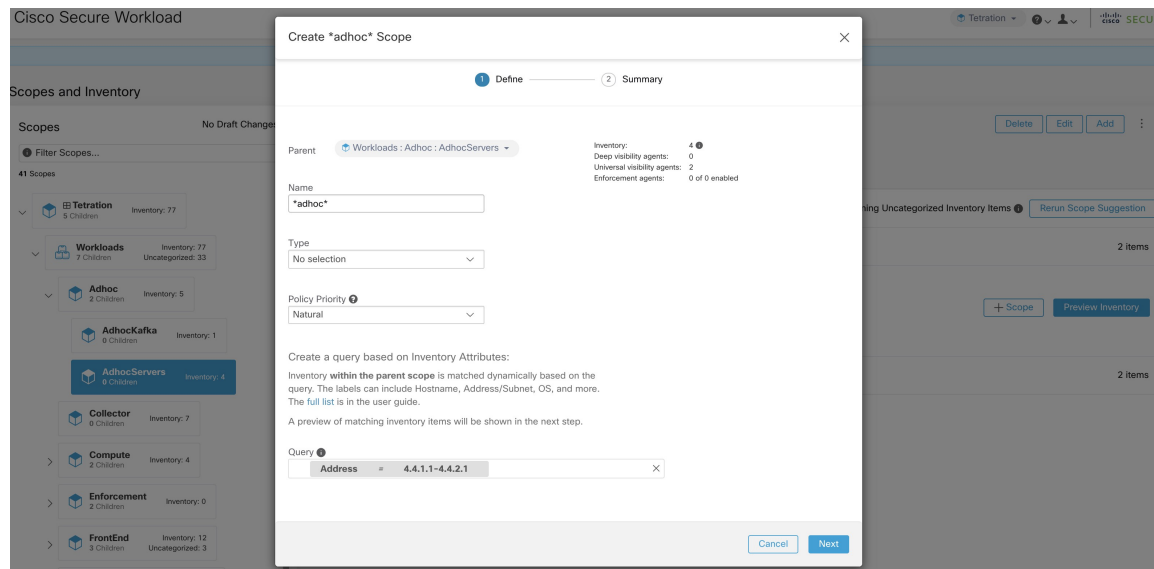 Cisco Secure Workload
Tetration
CISCO SECU
Create *adhoc* Scope
1 Define
2 Summary
Scopes and Inventory
Scopes
No Draft Change
Delete
Edit
Add
Filter Scopes...
41 Scopes
Parent
Workloads : Adhoc : AdhocServers
Inventory: 4
Deep visibility agents: 0
Universal visibility agents: 2
Enforcement agents: 0 of 0 enabled
Name
*adhoc*
Tetration
5 Children
Inventory: 77
ing Uncategorized Inventory Items
Rerun Scope Suggestion
Workloads
7 Children
Inventory: 77
Uncategorized: 33
2 items
Type
No selection
Adhoc
2 Children
Inventory: 5
Policy Priority
Natural
+ Scope
Preview Inventory
AdhocKafka
0 Children
Inventory: 1
AdhocServers
0 Children
Inventory: 4
2 items
Create a query based on Inventory Attributes:
Inventory within the parent scope is matched dynamically based on the
query. The labels can include Hostname, Address/Subnet, OS, and more.
The full list is in the user guide.
A preview of matching inventory items will be shown in the next step.
Collector
0 Children
Inventory: 7
Query
Address = 4.4.1.1-4.4.2.1
Compute
2 Children
Inventory: 4
Enforcement
2 Children
Inventory: 0
FrontEnd
3 Children
Inventory: 12
Uncategorized: 3
Cancel
Next